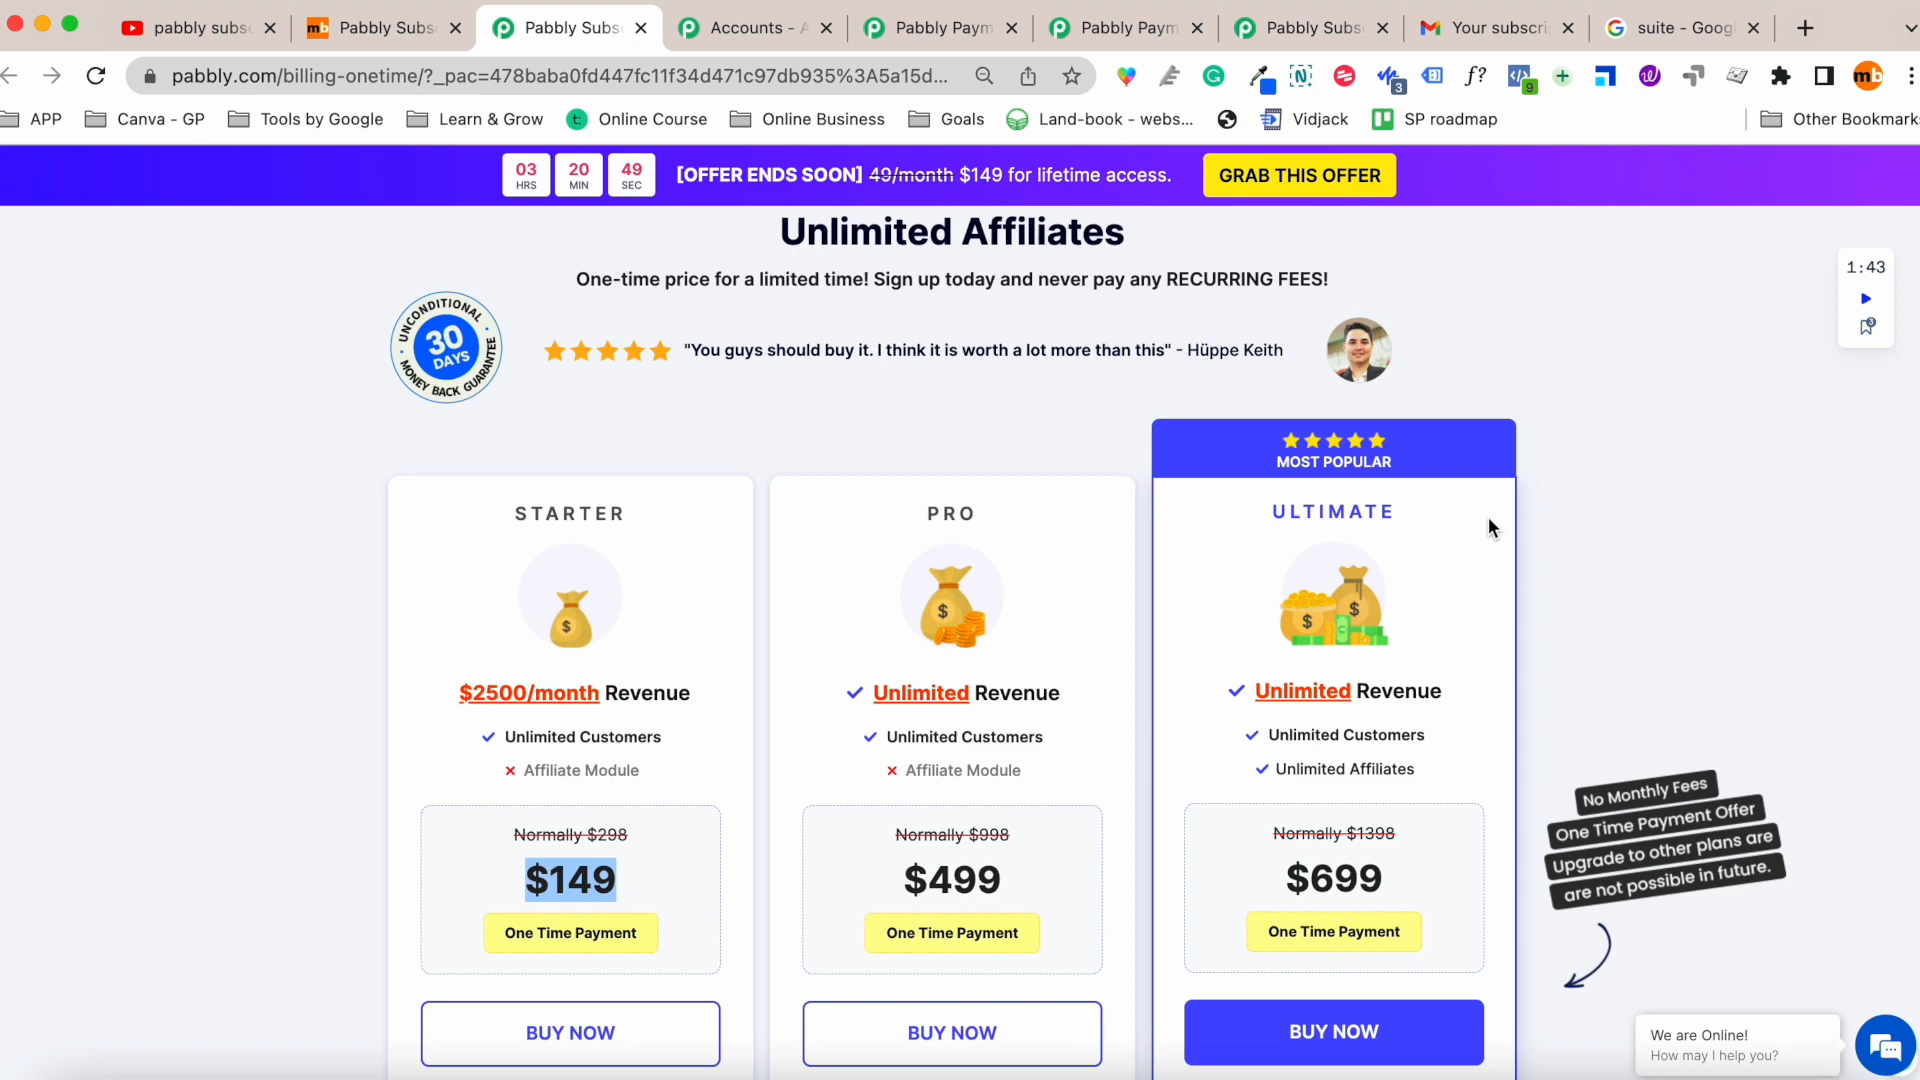 pabbly subsc
Pabbly Subs
Pabbly Subs
Accounts - A
Pabbly Paym
Pabbly Paym
Pabbly Subs
Your subscri
suite - Goog
pabbly.com/billing-onetime/?_pac=478baba0fd447fc11f34d471c97db935%3A5a15d...
APP
Canva - GP
Tools by Google
Learn & Grow
Online Course
Online Business
Goals
Land-book - webs...
Vidjack
SP roadmap
Other Bookmark
03 HRS
20 MIN
49 SEC
[OFFER ENDS SOON] 49/month $149 for lifetime access.
GRAB THIS OFFER
Unlimited Affiliates
One-time price for a limited time! Sign up today and never pay any RECURRING FEES!
1:43
UNCONDITIONAL
30
DAYS
MONEY BACK GUARANTEE
"You guys should buy it. I think it is worth a lot more than this" - Hüppe Keith
MOST POPULAR
STARTER
$2500/month Revenue
Unlimited Customers
Affiliate Module
Normally $298
$149
One Time Payment
BUY NOW
PRO
Unlimited Revenue
Unlimited Customers
Affiliate Module
Normally $998
$499
One Time Payment
BUY NOW
ULTIMATE
Unlimited Revenue
Unlimited Customers
Unlimited Affiliates
Normally $1398
$699
One Time Payment
BUY NOW
No Monthly Fees
One Time Payment Offer
Upgrade to other plans are
are not possible in future.
We are Online!
How may I help you?